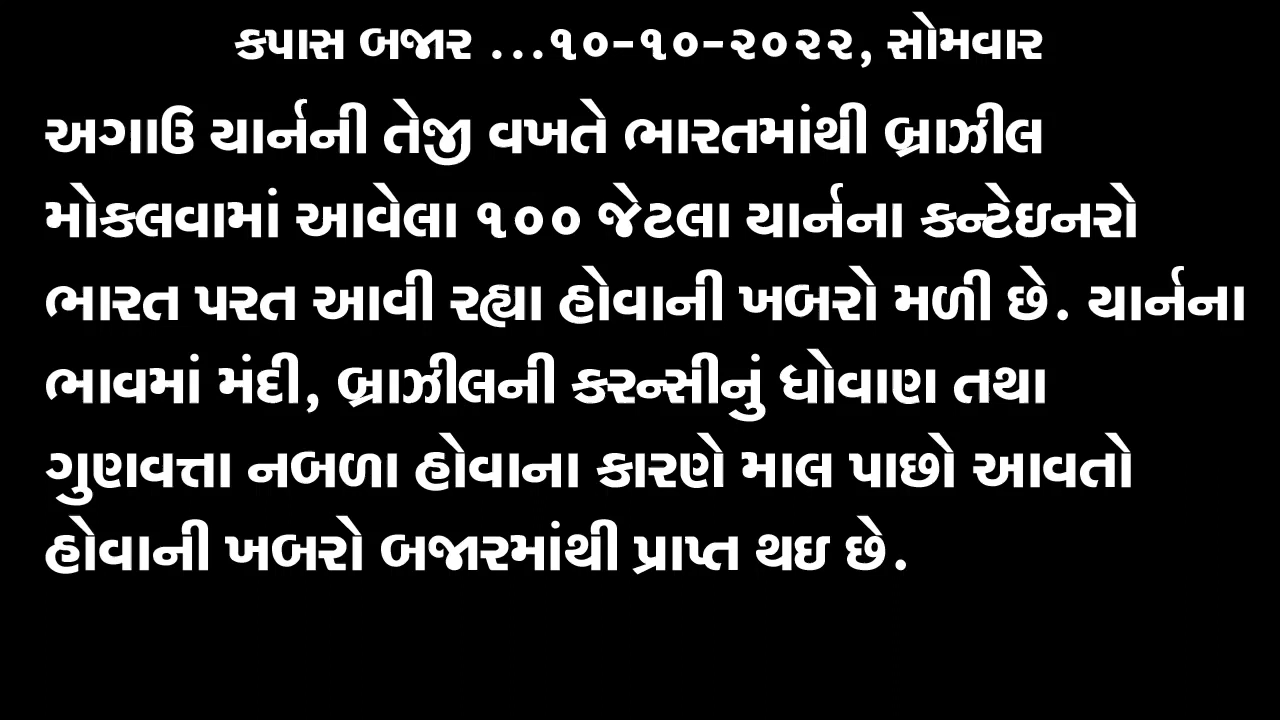 કપાસ બજાર ...૧૦-૧૦-૨૦૨૨, સોમવાર
અગાઉ યાર્નની તેજી વખતે ભારતમાંથી બ્રાઝીલ
મોકલવામાં આવેલા ૧૦૦ જેટલા યાર્નના કન્ટેઇનરો
ભારત પરત આવી રહ્યા હોવાની ખબરો મળી છે. યાર્નના
ભાવમાં મંદી, બ્રાઝીલની કરન્સીનું ધોવાણ તથા
ગુણવત્તા નબળા હોવાના કારણે માલ પાછો આવતો
હોવાની ખબરો બજારમાંથી પ્રાપ્ત થઇ છે.